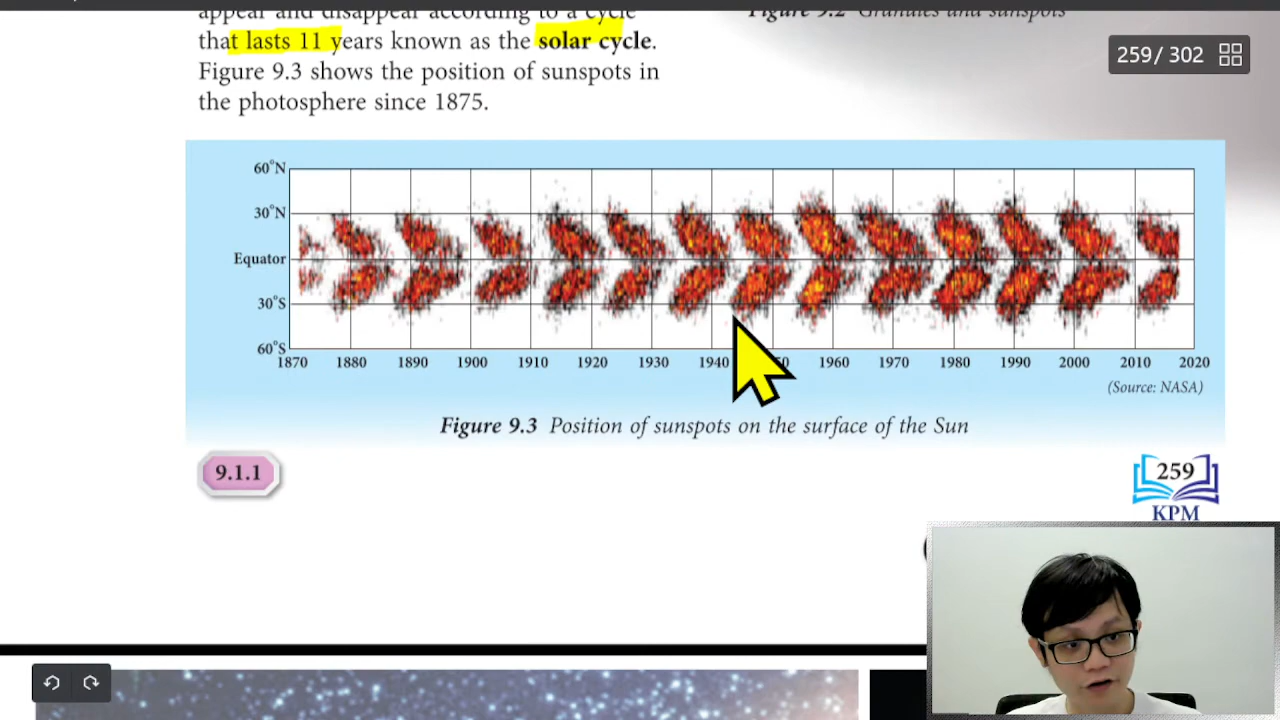 appear and disappear according to a cycle
that lasts 11 years known as the solar cycle.
Figure 9.3 shows the position of sunspots in
the photosphere since 1875.
Figure 9.2 Granules and sunspots
259/ 302
60°N
30°N
Equator
30°S
60°S
1870 1880 1890 1900 1910 1920 1930 1940 1960 1970 1980 1990 2000 2010 2020
(Source: NASA)
Figure 9.3 Position of sunspots on the surface of the Sun
9.1.1
259
KPM